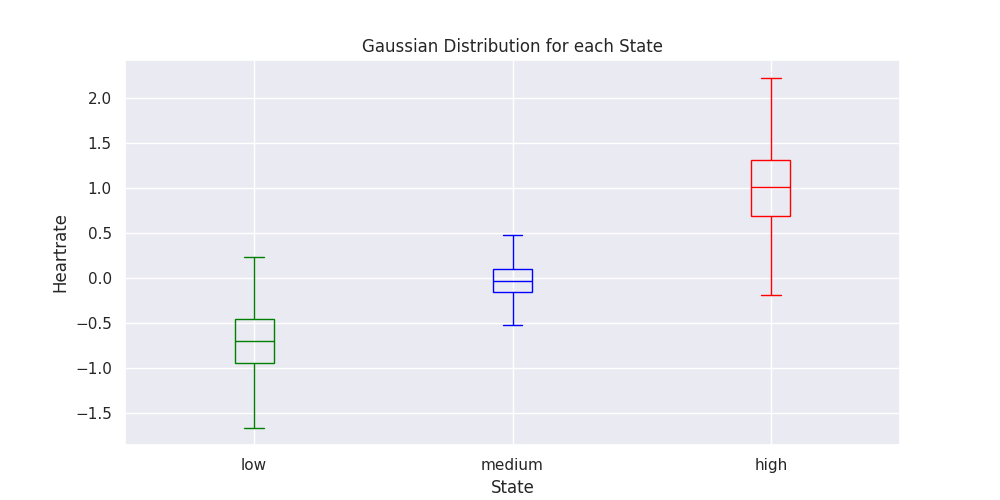 Gaussian Distribution for each State
Heartrate
2.0
1.5
1.0
0.5
0.0
−0.5
−1.0
−1.5
low medium high
State